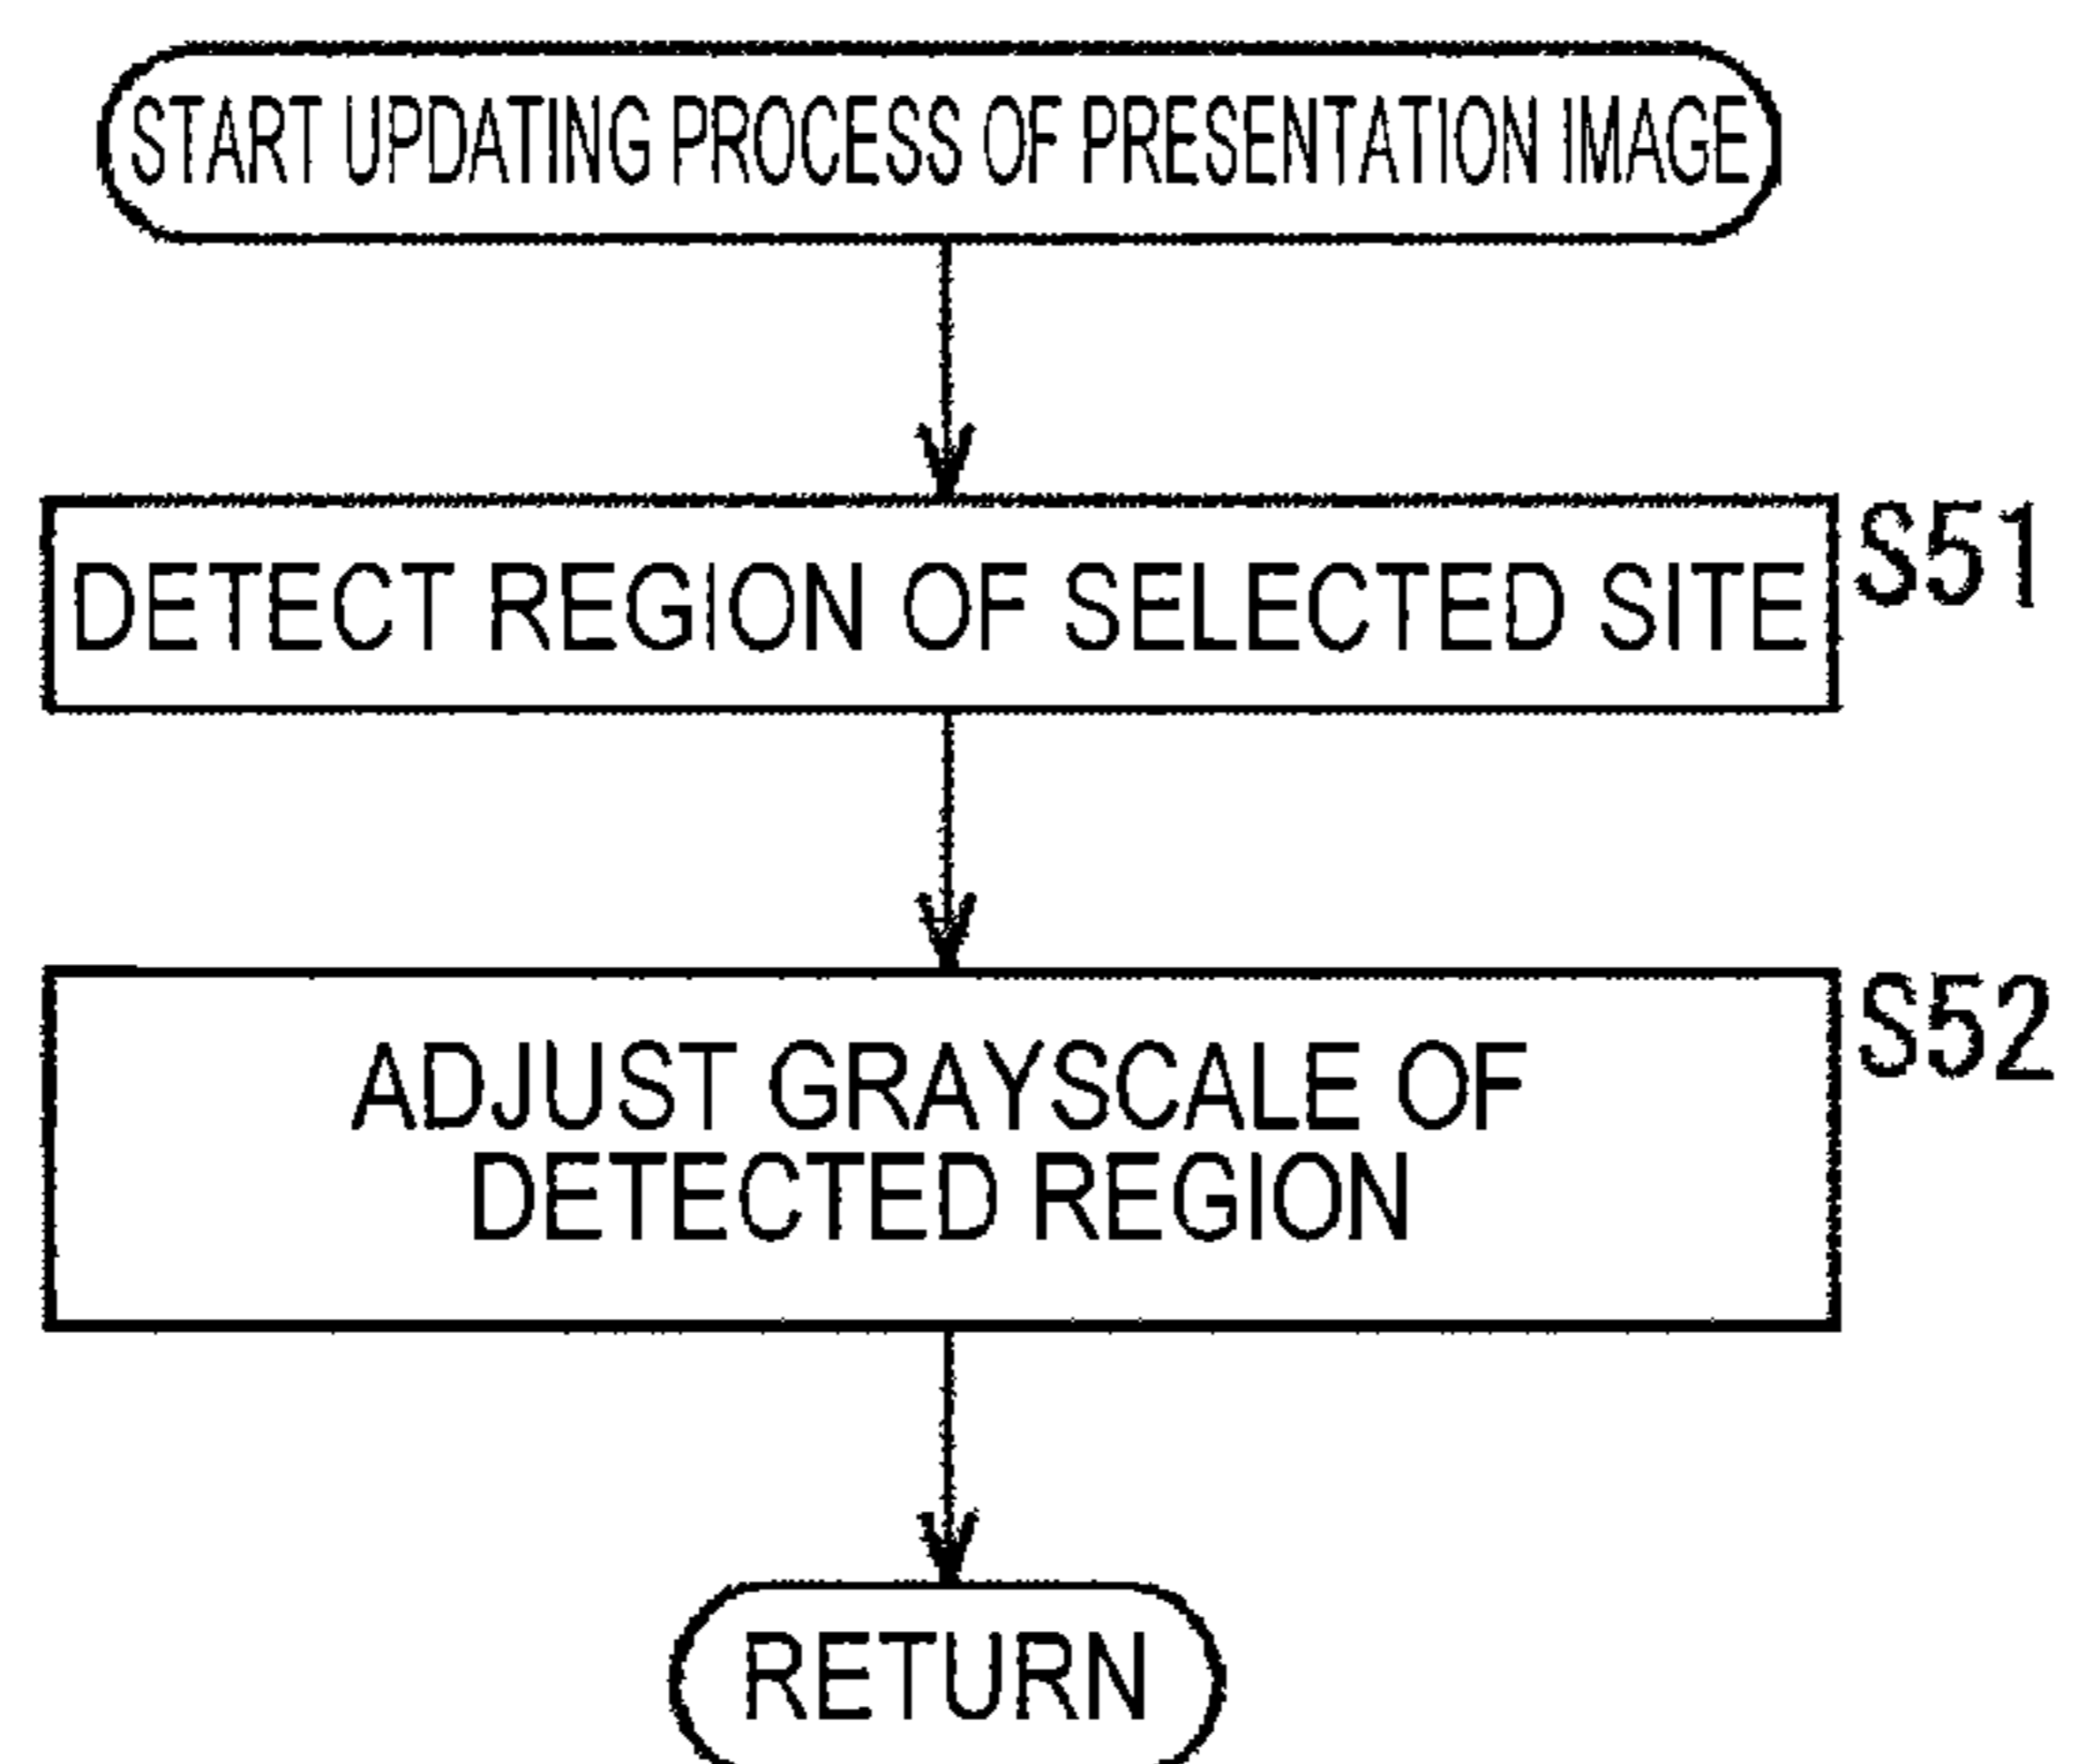 START UPDATING PROCESS OF PRESENTATION IMAGE
DETECT REGION OF SELECTED SITE
S51
ADJUST GRAYSCALE OF
DETECTED REGION
S52
RETURN